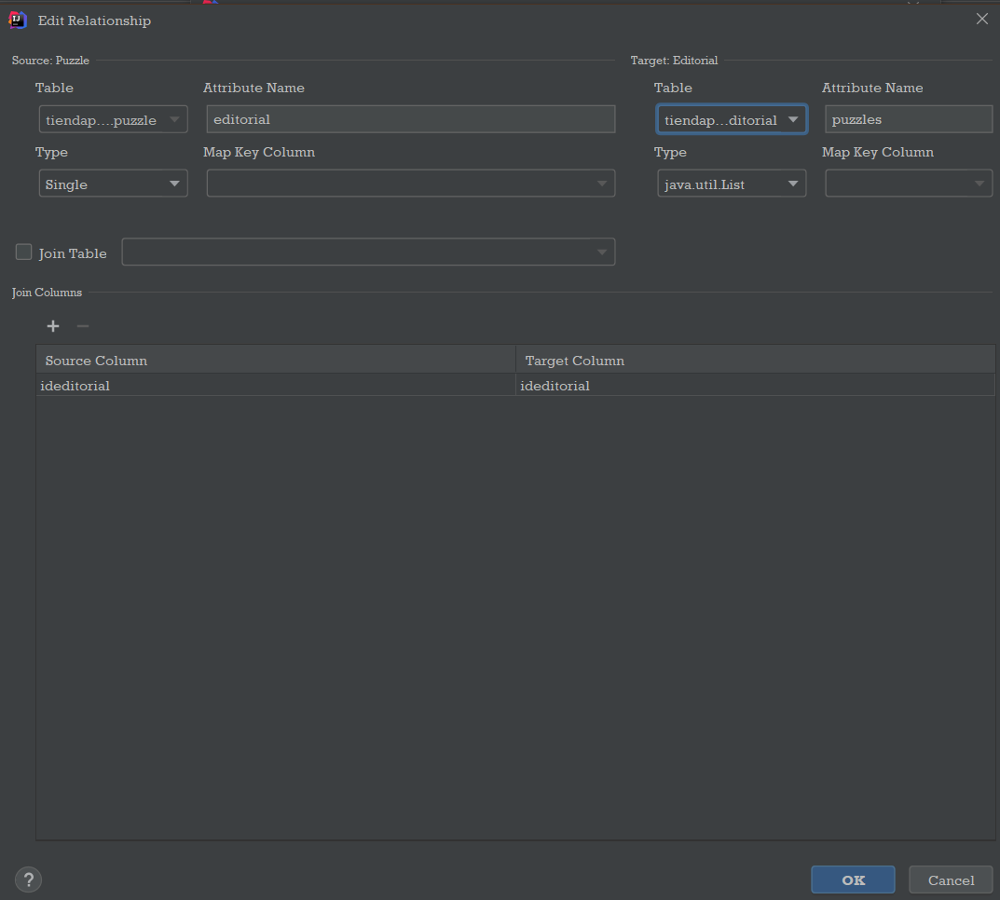 Edit Relationship
Source: Puzzle
Target: Editorial
Table
Attribute Name
Table
Attribute Name
tiendap....puzzle
editorial
tiendap...ditorial
puzzles
Type
Map Key Column
Type
Map Key Column
Single
java.util.List
Join Table
Join Columns
Source Column
Target Column
ideditorial
ideditorial
?
OK
Cancel